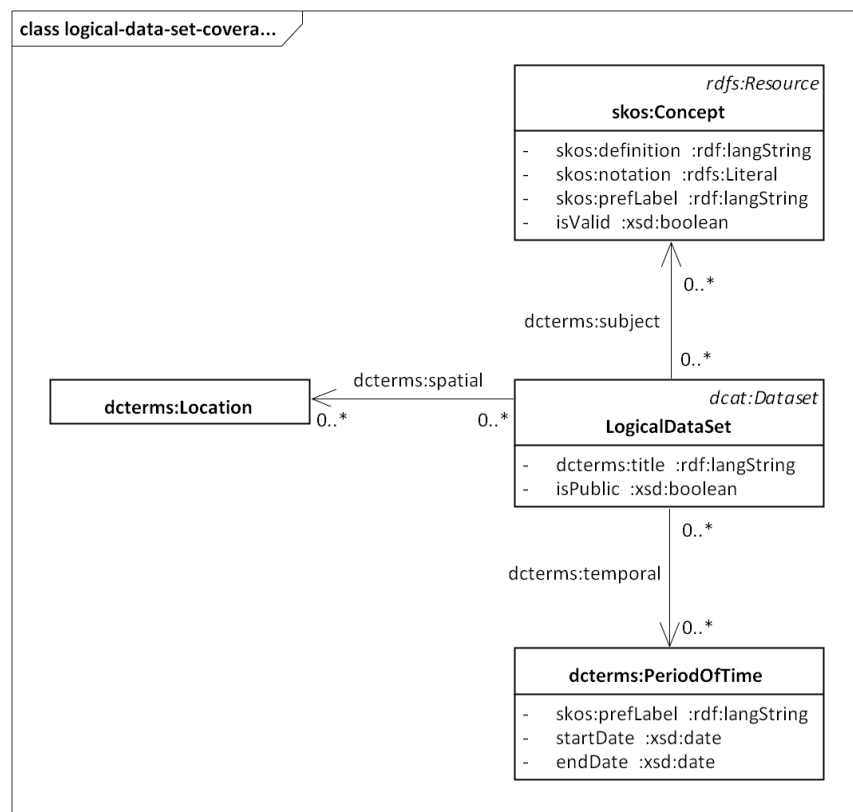 class logical-data-set-covera...
rdfs:Resource
skos:Concept
- skos:definition :rdf:langString
- skos:notation :rdfs:Literal
- skos:prefLabel :rdf:langString
- isValid :xsd:boolean
0..*
dcterms:subject
0..*
dcterms:spatial
dcterms:Location
0..*
0..*
dcat:Dataset
LogicalDataSet
- dcterms:title :rdf:langString
- isPublic :xsd:boolean
0..*
dcterms:temporal
0..*
dcterms:PeriodOfTime
- skos:prefLabel :rdf:langString
- startDate :xsd:date
- endDate :xsd:date